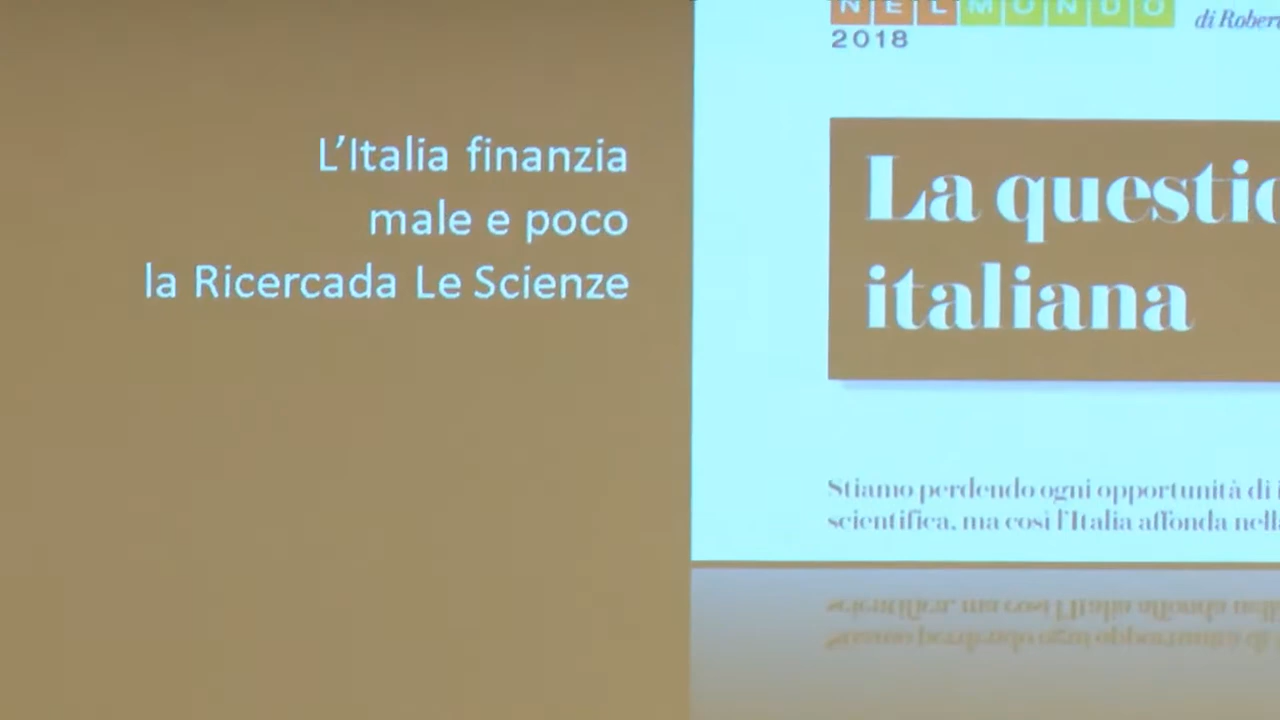 L'Italia finanzia
male e poco
la Ricercada Le Scienze
NEL MONDO
2018
di Rober
La questio
italiana
Stiamo perdendo ogni opportunità di i
scientifica, ma così l'Italia affonda nell